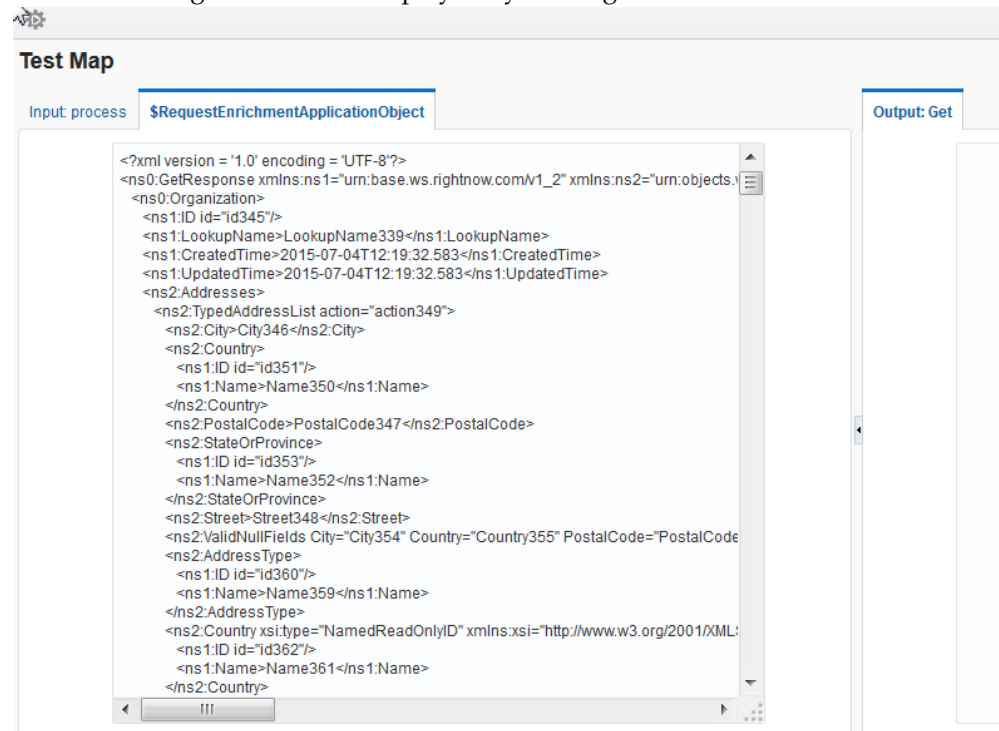 Test Map
Input: process $RequestEnrichmentApplicationObject Output: Get
<?xml version = '1.0' encoding = 'UTF-8'?>
<ns0:GetResponse xmlns:ns1="urn:base.ws.rightnow.com/v1_2" xmlns:ns2="urn:objects.
<ns0:Organization>
<ns1:ID id="id345"/>
<ns1:LookupName>LookupName339</ns1:LookupName>
<ns1:CreatedTime>2015-07-04T12:19:32.583</ns1:CreatedTime>
<ns1:UpdatedTime>2015-07-04T12:19:32.583</ns1:UpdatedTime>
<ns2:Addresses>
<ns2:TypedAddressList action="action349">
<ns2:City>City346</ns2:City>
<ns2:Country>
<ns1:ID id="id351"/>
<ns1:Name>Name350</ns1:Name>
</ns2:Country>
<ns2:PostalCode>PostalCode347</ns2:PostalCode>
<ns2:StateOrProvince>
<ns1:ID id="id353"/>
<ns1:Name>Name352</ns1:Name>
</ns2:StateOrProvince>
<ns2:Street>Street348</ns2:Street>
<ns2:ValidNullFields City="City354" Country="Country355" PostalCode="PostalCode
<ns2:AddressType>
<ns1:ID id="id360"/>
<ns1:Name>Name359</ns1:Name>
</ns2:AddressType>
<ns2:Country xsi:type="NamedReadOnlyID" xmlns:xsi="http://www.w3.org/2001/XML
<ns1:ID id="id362"/>
<ns1:Name>Name361</ns1:Name>
</ns2:Country>